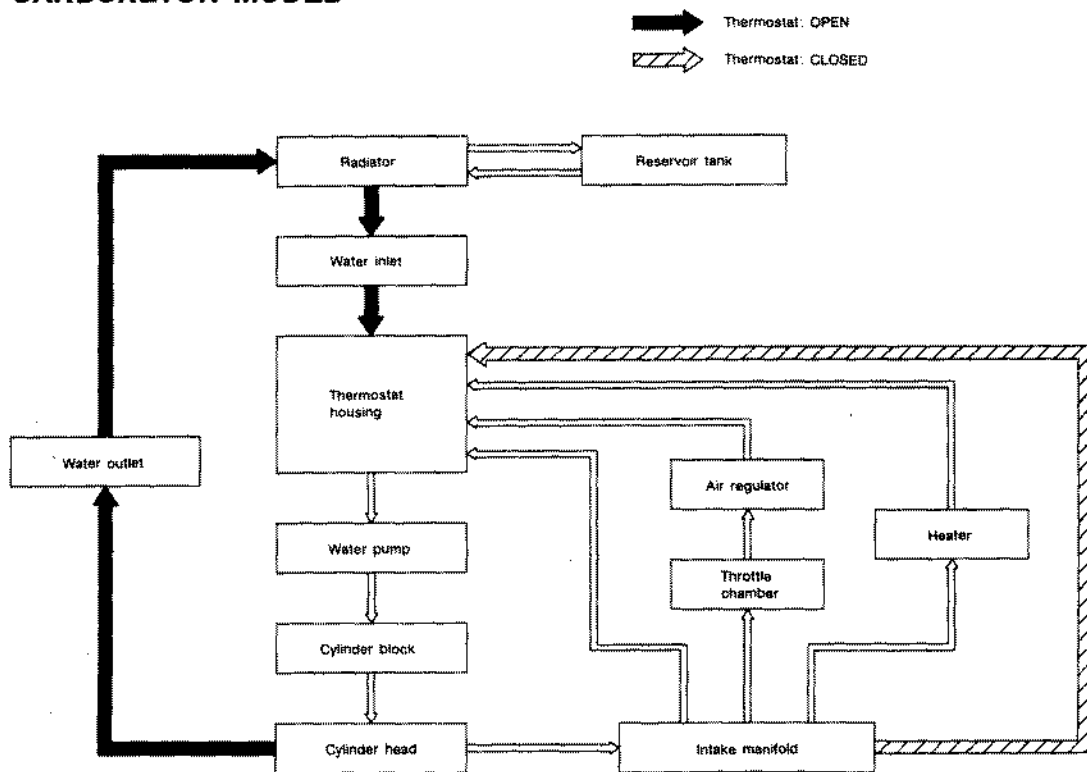 Thermostat: OPEN
Thermostat: CLOSED
Radiator
Reservoir tank
Water inlet
Thermostat
housing
Water outlet
Air regulator
Water pump
Heater
Throttle
chamber
Cylinder block
Cylinder head
Intake manifold